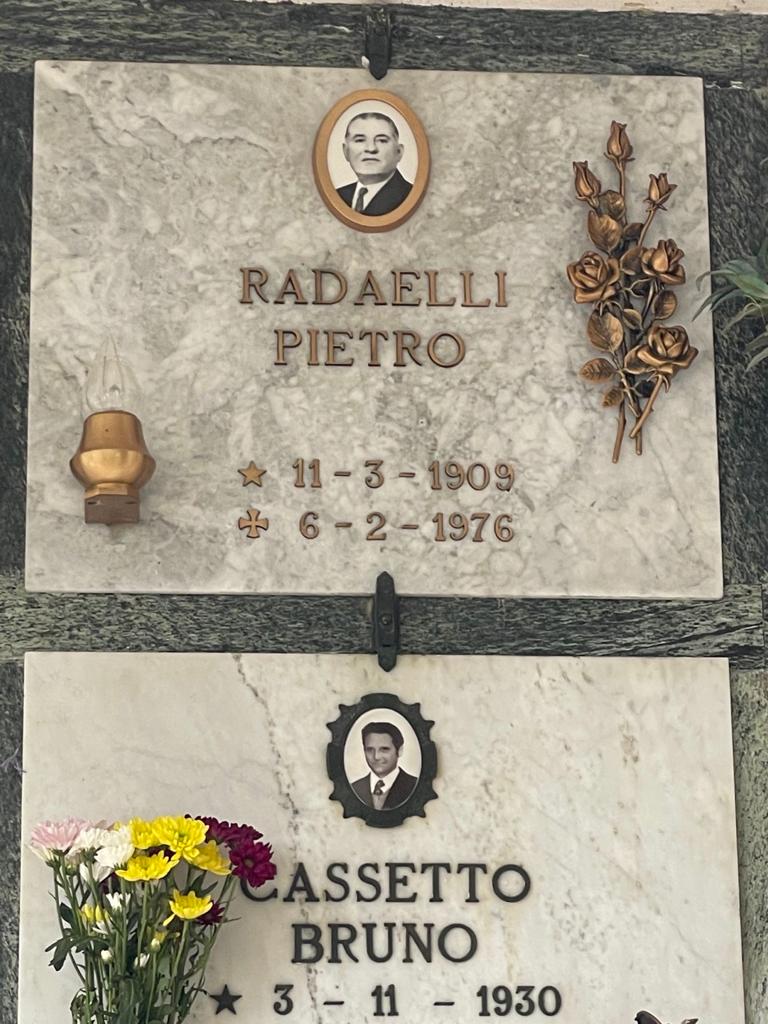 RADAELLI
PIETRO
★ 11 - 3 - 1909
✠ 6 - 2 - 1976
CASSETTO
BRUNO
★ 3 - 11 - 1930